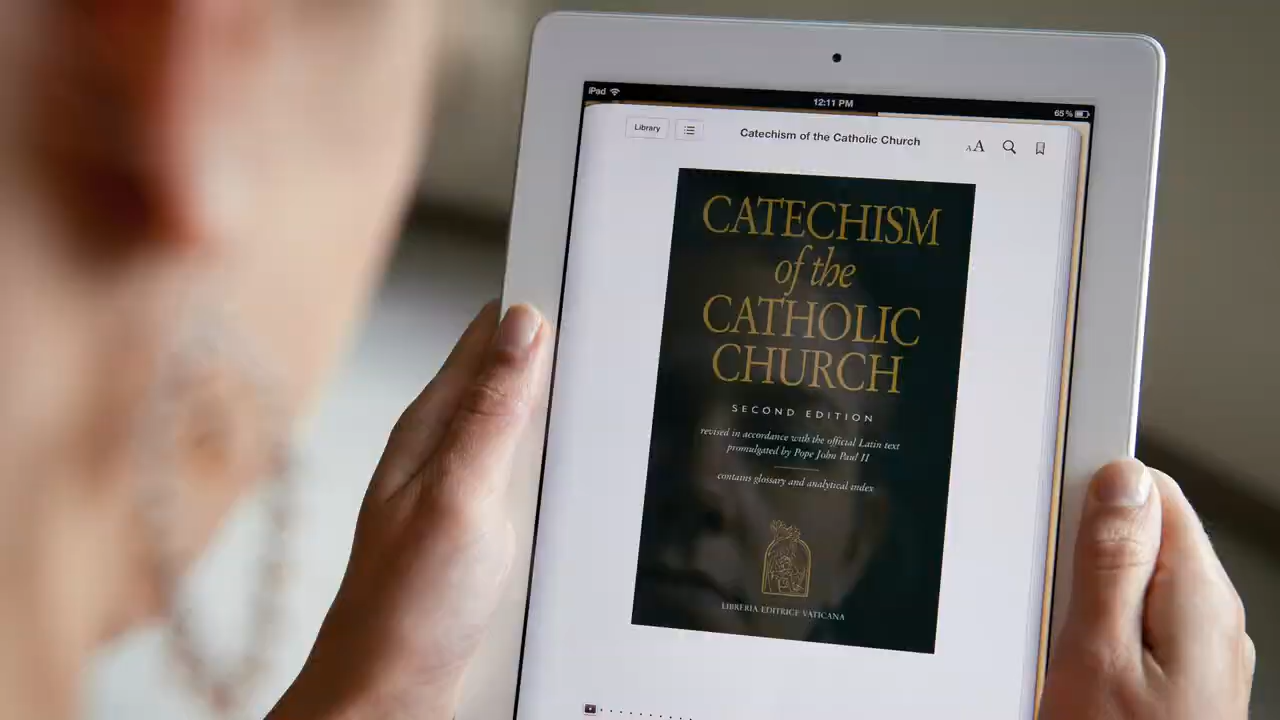 iPad
12:11 PM
65%
Library
Catechism of the Catholic Church
AA
CATECHISM
of the
CATHOLIC
CHURCH
SECOND EDITION
revised in accordance with the official Latin text
promulgated by Pope John Paul II
contains glossary and analytical index
LIBRERIA EDITRICE VATICANA